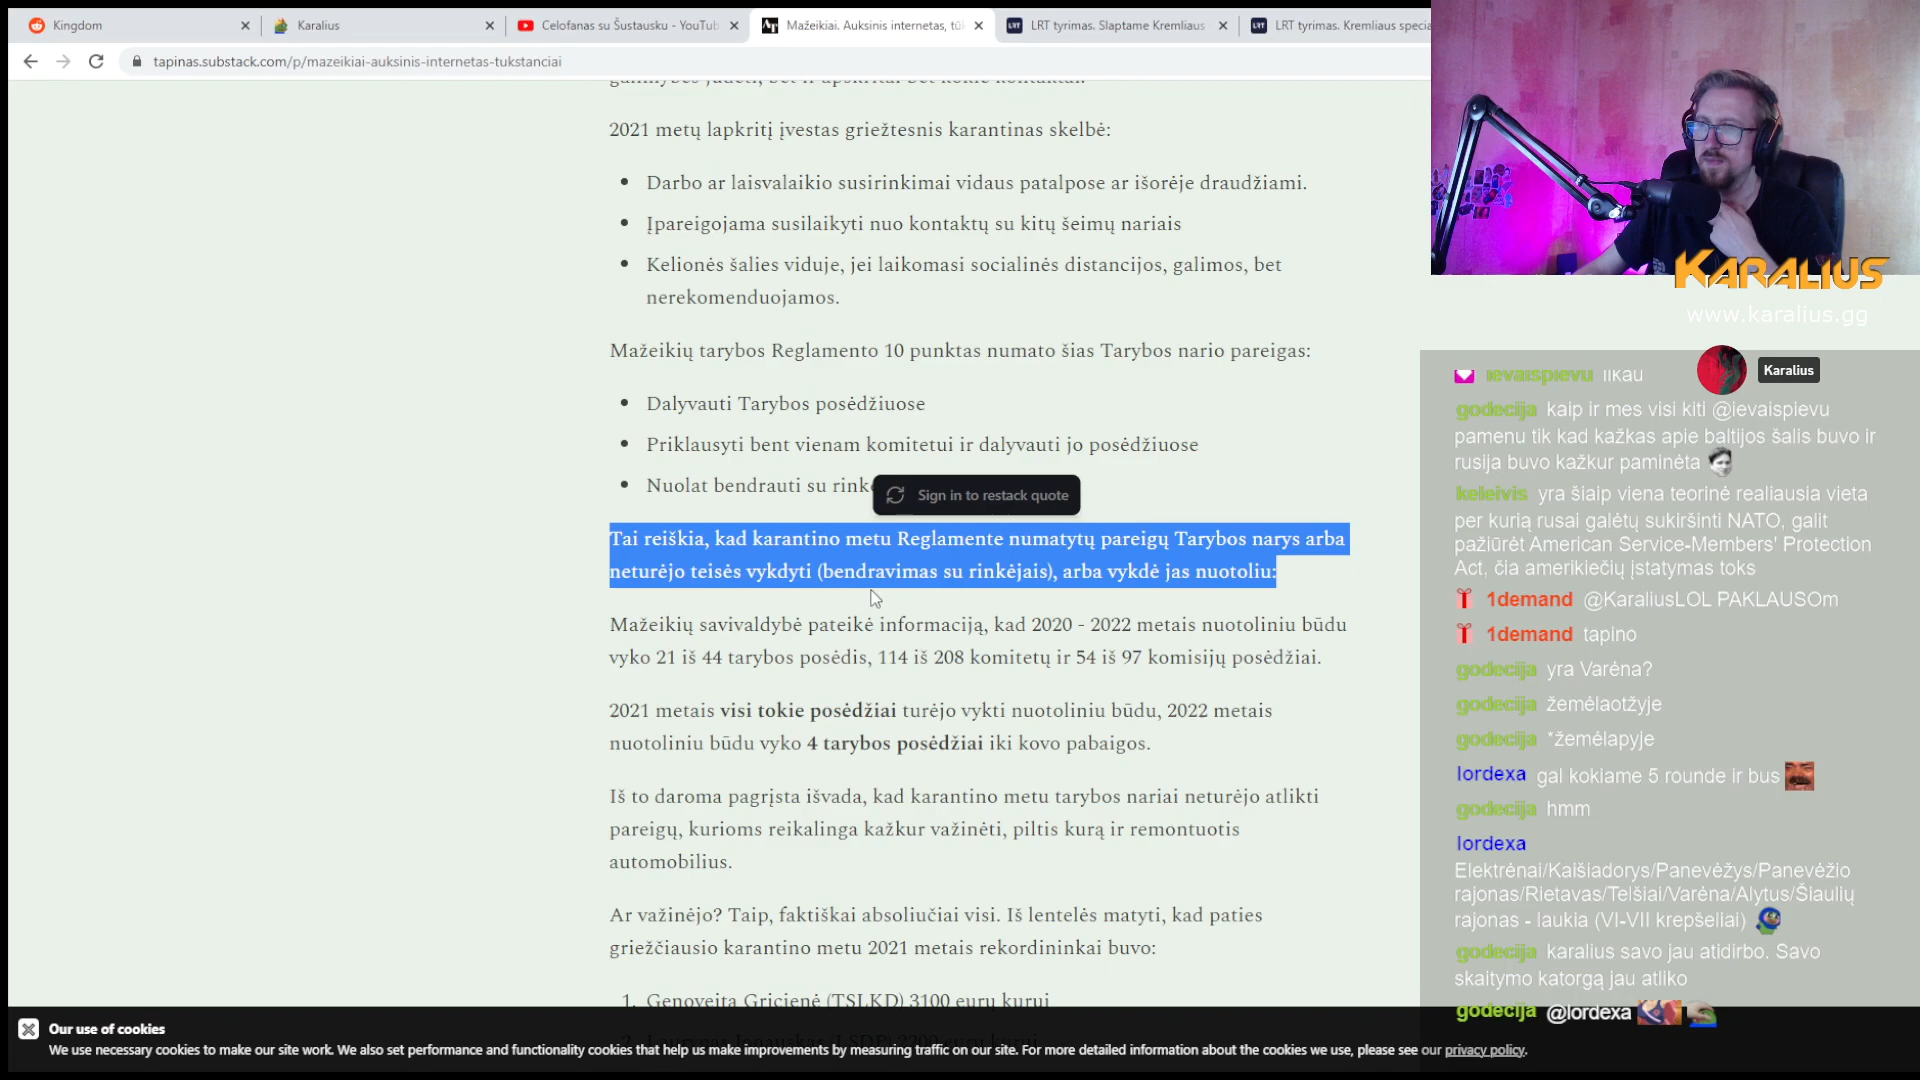 Kingdom
Karalius
Celofanas su Šustausku - YouTub
Mažeikiai. Auksinis internetas, tūk
LRT tyrimas. Slaptame Kremliaus
LRT tyrimas. Kremliaus specia
tapinas.substack.com/p/mazeikiai-auksinis-internetas-tukstanciai
2021 metų lapkritį įvestas griežtesnis karantinas skelbė:
Darbo ar laisvalaikio susirinkimai vidaus patalpose ar išorėje draudžiami.
Įpareigojama susilaikyti nuo kontaktų su kitų šeimų nariais
Kelionės šalies viduje, jei laikomasi socialinės distancijos, galimos, bet
nerekomenduojamos.
Mažeikių tarybos Reglamento 10 punktas numato šias Tarybos nario pareigas:
Dalyvauti Tarybos posėdžiuose
Priklausyti bent vienam komitetui ir dalyvauti jo posėdžiuose
Nuolat bendrauti su rink
Sign in to restack quote
Tai reiškia, kad karantino metu Reglamente numatytų pareigų Tarybos narys arba
neturėjo teisės vykdyti (bendravimas su rinkėjais), arba vykdė jas nuotoliu:
Mažeikių savivaldybė pateikė informaciją, kad 2020 - 2022 metais nuotoliniu būdu
vyko 21 iš 44 tarybos posėdis, 114 iš 208 komitetų ir 54 iš 97 komisijų posėdžiai.
2021 metais visi tokie posėdžiai turėjo vykti nuotoliniu būdu, 2022 metais
nuotoliniu būdu vyko 4 tarybos posėdžiai iki kovo pabaigos.
Iš to daroma pagrįsta išvada, kad karantino metu tarybos nariai neturėjo atlikti
pareigų, kurioms reikalinga kažkur važinėti, piltis kurą ir remontuotis
automobilius.
Ar važinėjo? Taip, faktiškai absoliučiai visi. Iš lentelės matyti, kad paties
griežčiausio karantino metu 2021 metais rekordininkai buvo:
1. Genoveita Gricienė (TSLKD) 3100 eurų kurui
Our use of cookies
We use necessary cookies to make our site work. We also set performance and functionality cookies that help us make improvements by measuring traffic on our site. For more detailed information about the cookies we use, please see our privacy policy.
KARALIUS
www.karalius.gg
Karalius
ievaispievu likau
godecija kaip ir mes visi kiti @ievaispievu
pamenu tik kad kažkas apie baltijos šalis buvo ir
rusija buvo kažkur paminėta
keleivis yra šiaip viena teorinė realiausia vieta
per kurią rusai galėtų sukiršinti NATO, galit
pažiūrėt American Service-Members' Protection
Act, čia amerikiečių įstatymas toks
1demand @KaraliusLOL PAKLAUSOm
1demand tapino
godecija yra Varėna?
godecija žemėlaotžyje
godecija *žemėlapyje
lordexa gal kokiame 5 rounde ir bus
godecija hmm
lordexa
Elektrėnai/Kaišiadorys/Panevėžys/Panevėžio
rajonas/Rietavas/Telšiai/Varėna/Alytus/Šiaulių
rajonas - laukia (VI-VII krepšeliai)
godecija karalius savo jau atidirbo. Savo
skaitymo katorgą jau atliko
godecija @lordexa